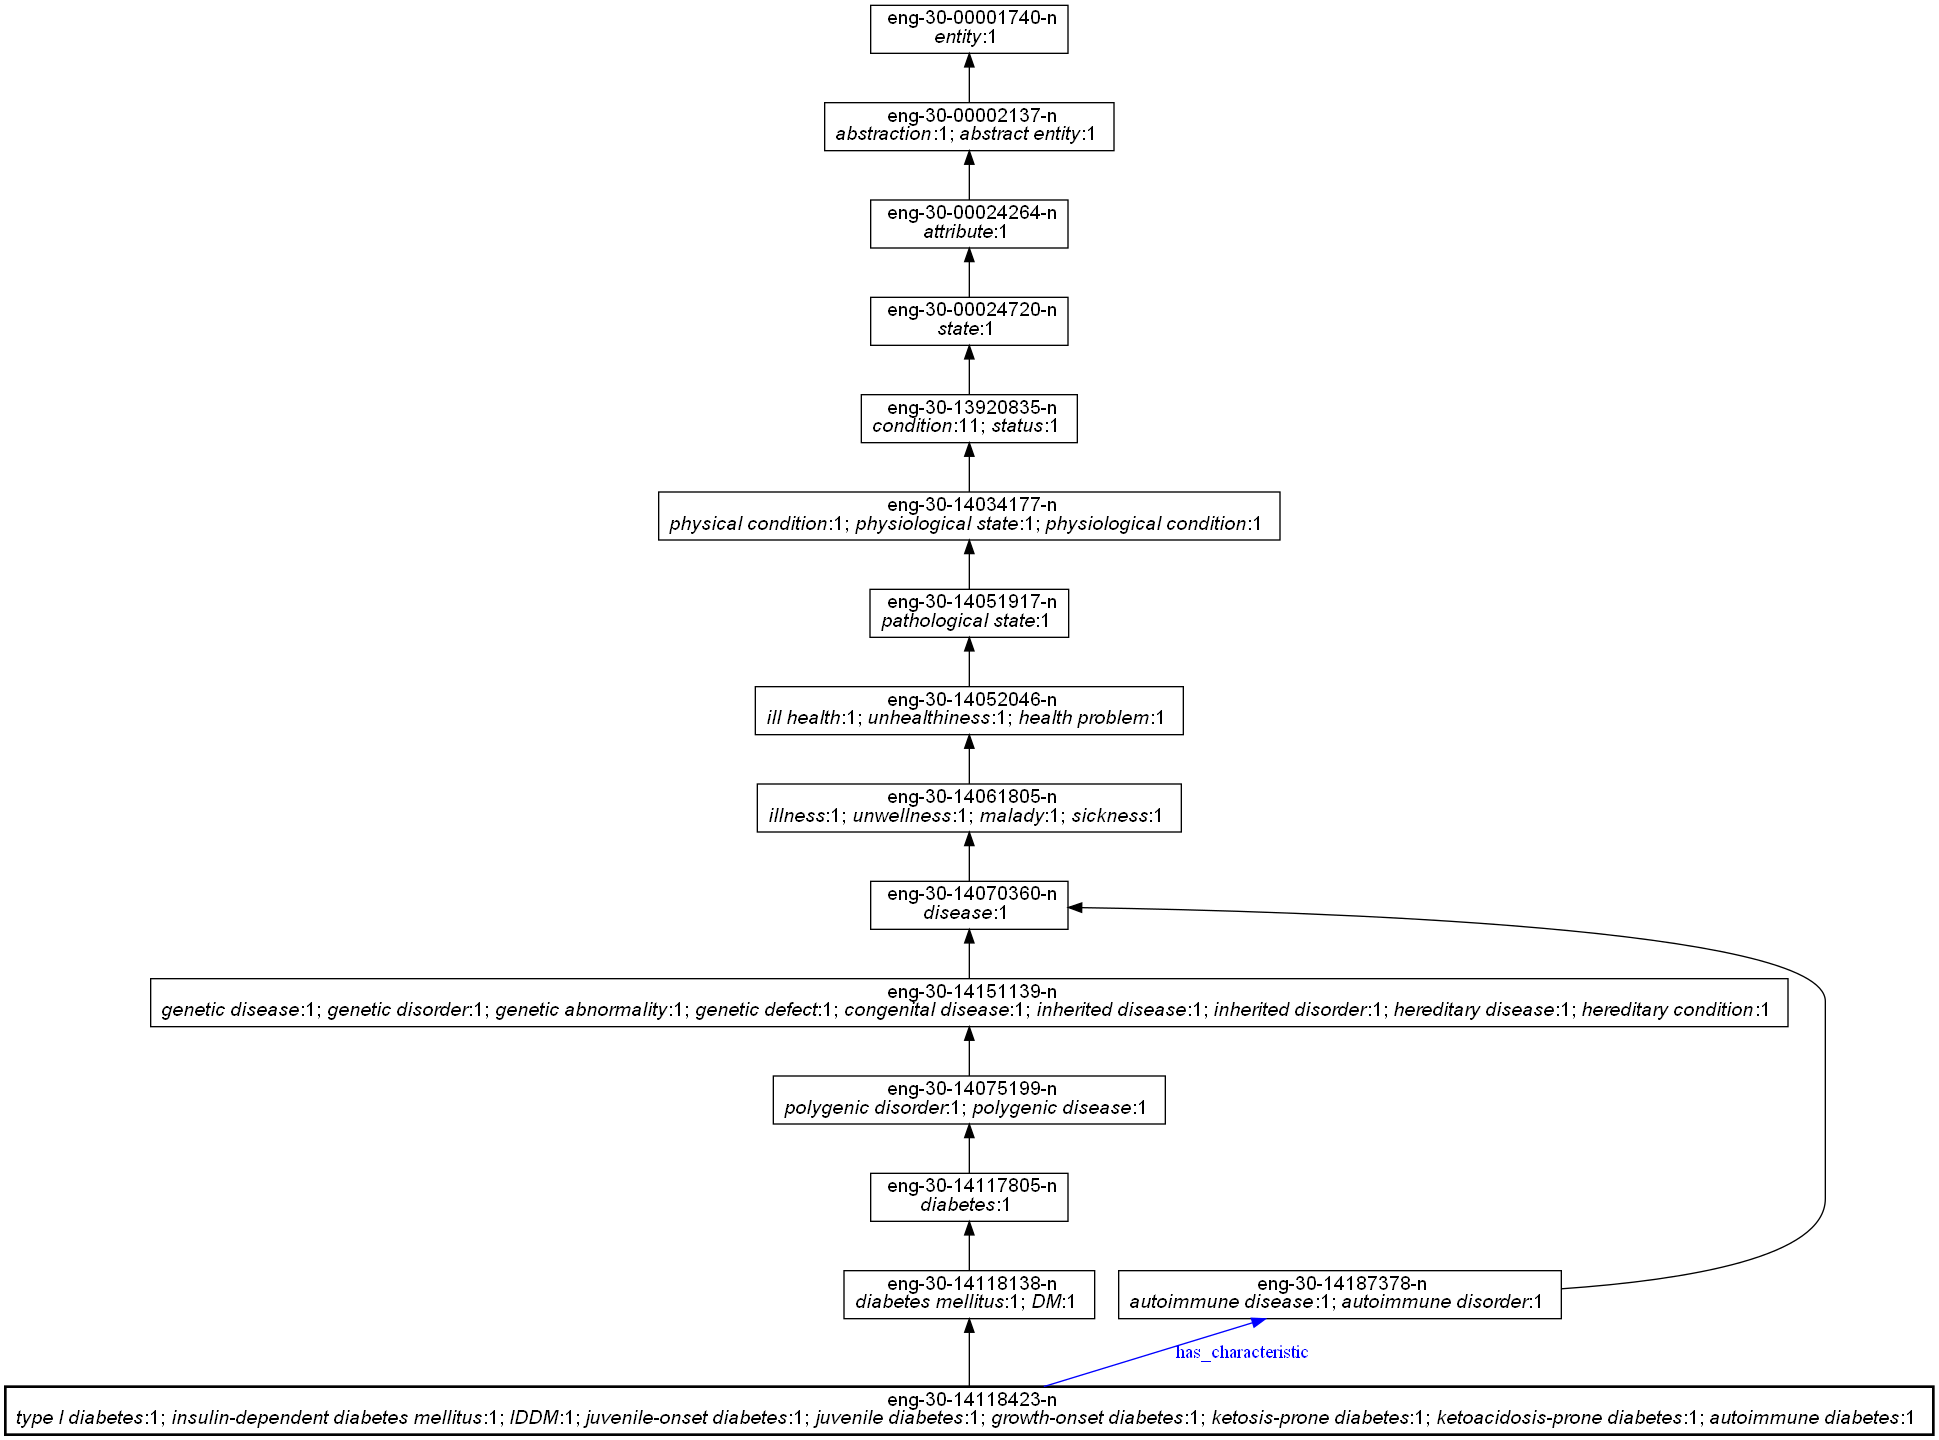 eng-30-00001740-n
entity:1
eng-30-00002137-n
abstraction:1; abstract entity:1
eng-30-00024264-n
attribute:1
eng-30-00024720-n
state:1
eng-30-13920835-n
condition:11; status:1
eng-30-14034177-n
physical condition:1; physiological state:1; physiological condition:1
eng-30-14051917-n
pathological state:1
eng-30-14052046-n
ill health:1; unhealthiness:1; health problem:1
eng-30-14061805-n
illness:1; unwellness:1; malady:1; sickness:1
eng-30-14070360-n
disease:1
eng-30-14151139-n
genetic disease:1; genetic disorder:1; genetic abnormality:1; genetic defect:1; congenital disease:1; inherited disease:1; inherited disorder:1; hereditary disease:1; hereditary condition:1
eng-30-14075199-n
polygenic disorder:1; polygenic disease:1
eng-30-14117805-n
diabetes:1
eng-30-14118138-n
diabetes mellitus:1; DM:1
eng-30-14187378-n
autoimmune disease:1; autoimmune disorder:1
has_characteristic
eng-30-14118423-n
type I diabetes:1; insulin-dependent diabetes mellitus:1; IDDM:1; juvenile-onset diabetes:1; juvenile diabetes:1; growth-onset diabetes:1; ketosis-prone diabetes:1; ketoacidosis-prone diabetes:1; autoimmune diabetes:1